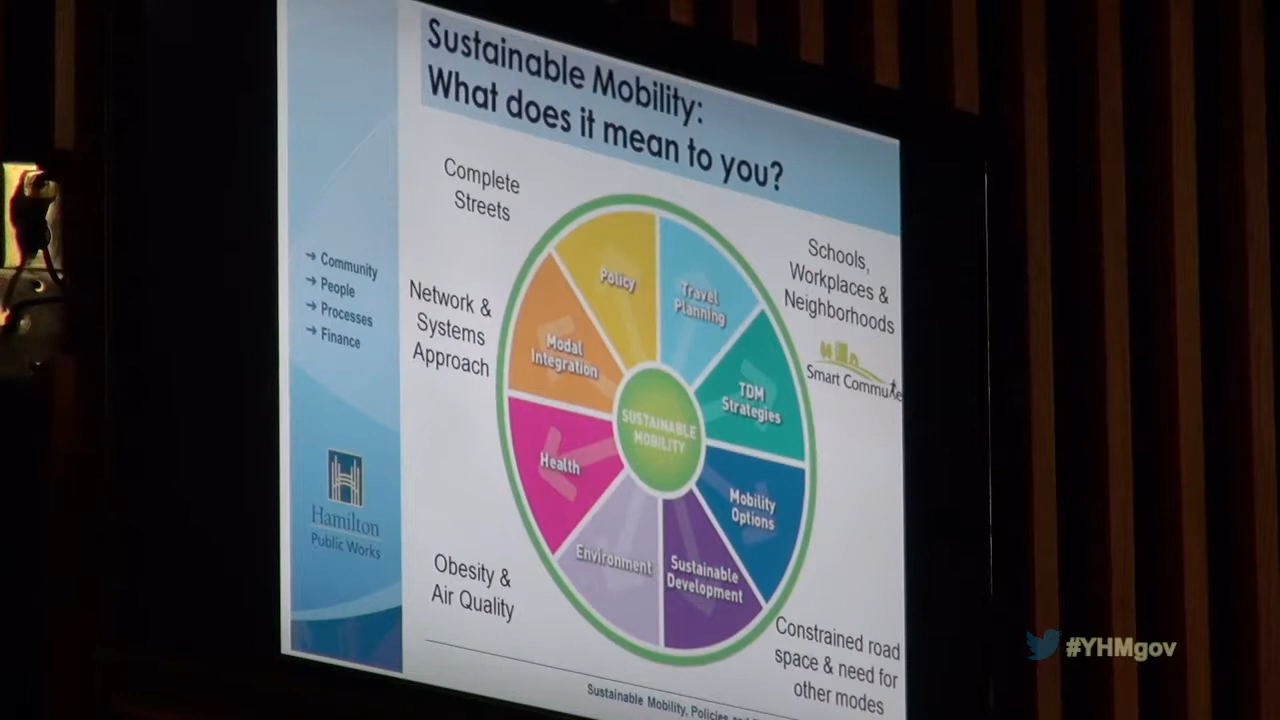 Sustainable Mobility:
What does it mean to you?
Complete
Streets
Schools,
Workplaces &
Neighborhoods
Smart Commute
Network &
Systems
Approach
→ Community
→ People
→ Processes
→ Finance
Policy
Travel
Planning
Modal
Integration
TDM
Strategies
SUSTAINABLE
MOBILITY
Health
Mobility
Options
Environment
Sustainable
Development
Hamilton
Public Works
Obesity &
Air Quality
Constrained road
space & need for
other modes
Sustainable Mobility, Policies and
#YHMgov